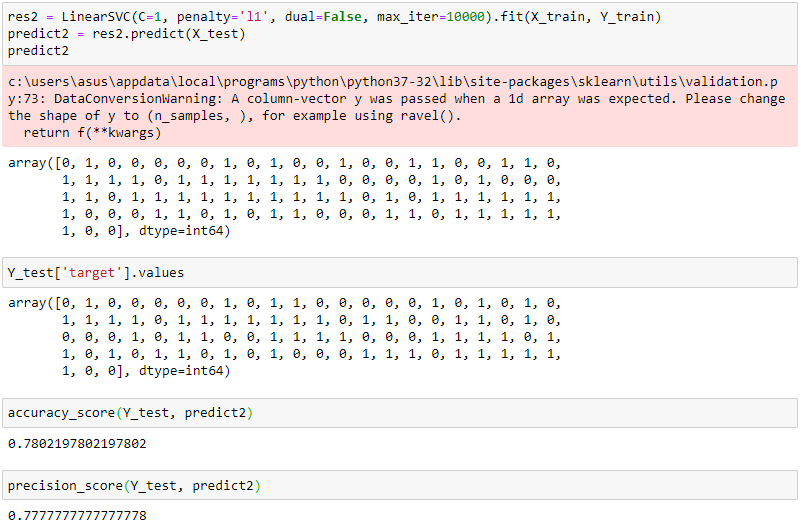 res2 = LinearSVC(C=1, penalty='l1', dual=False, max_iter=10000).fit(X_train, Y_train)
predict2 = res2.predict(X_test)
predict2
c:\users\asus\appdata\local\programs\python\python37-32\lib\site-packages\sklearn\utils\validation.p
y:73: DataConversionWarning: A column-vector y was passed when a 1d array was expected. Please change
the shape of y to (n_samples, ), for example using ravel().
  return f(**kwargs)
array([0, 1, 0, 0, 0, 0, 0, 1, 0, 1, 0, 0, 1, 0, 0, 1, 1, 0, 0, 1, 1, 0,
       1, 1, 1, 1, 0, 1, 1, 1, 1, 1, 1, 1, 0, 0, 0, 0, 1, 0, 1, 0, 0, 0,
       1, 1, 0, 1, 1, 1, 1, 1, 1, 1, 1, 1, 1, 0, 1, 0, 1, 1, 1, 1, 1, 1,
       1, 0, 0, 0, 1, 1, 0, 1, 0, 1, 1, 0, 0, 0, 1, 1, 0, 1, 1, 1, 1, 1,
       1, 0, 0], dtype=int64)
Y_test['target'].values
array([0, 1, 0, 0, 0, 0, 0, 1, 0, 1, 1, 0, 0, 0, 0, 0, 1, 0, 1, 0, 1, 0,
       1, 1, 1, 1, 0, 1, 1, 1, 1, 1, 1, 1, 0, 1, 1, 0, 0, 1, 1, 0, 1, 0,
       0, 0, 0, 1, 0, 1, 1, 0, 0, 1, 1, 1, 1, 0, 0, 0, 1, 1, 1, 1, 0, 1,
       1, 0, 1, 0, 1, 1, 0, 1, 0, 1, 0, 0, 0, 1, 1, 1, 0, 1, 1, 1, 1, 1,
       1, 0, 0], dtype=int64)
accuracy_score(Y_test, predict2)
0.7802197802197802
precision_score(Y_test, predict2)
0.7777777777777778